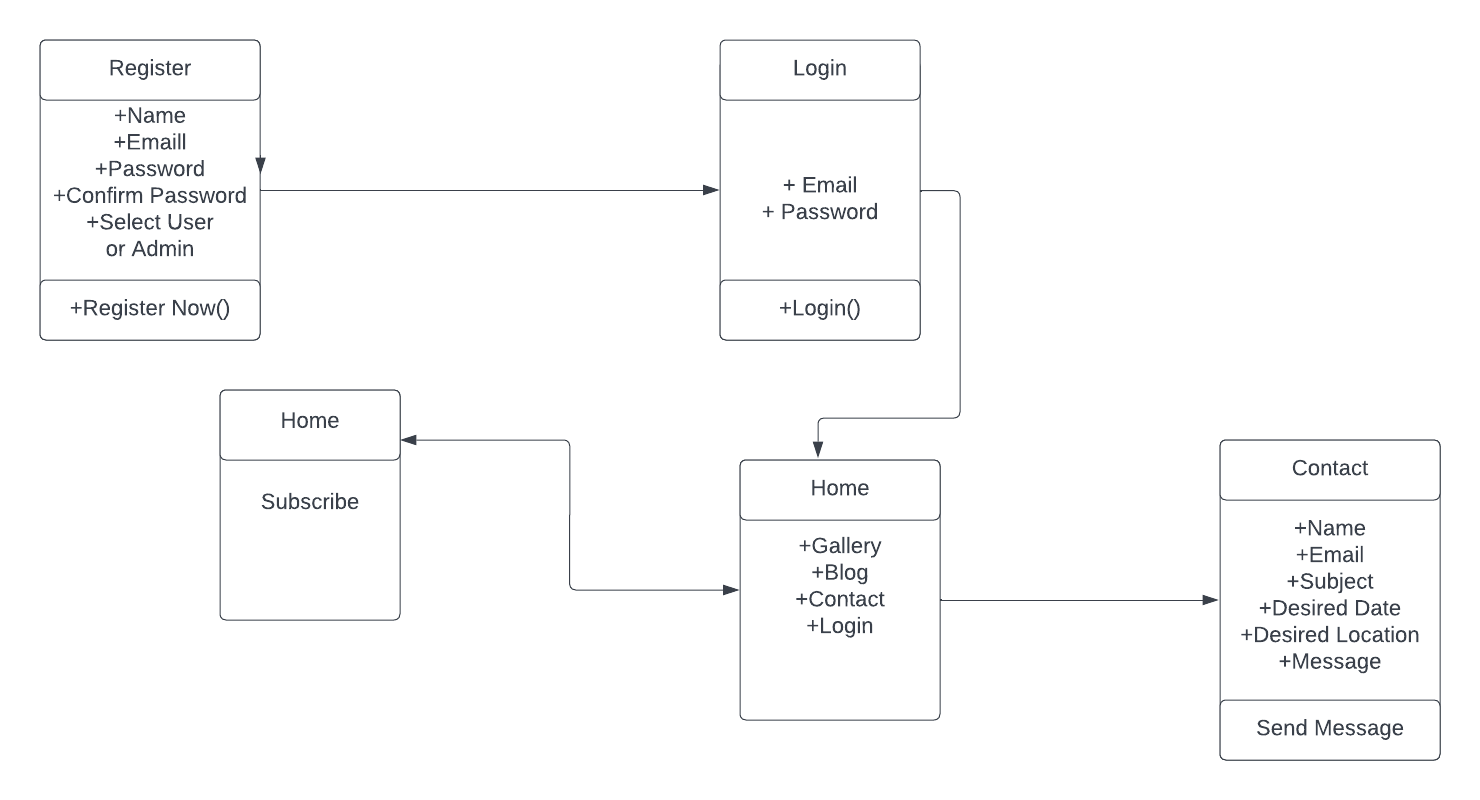 Register
+Name
+Emaill
+Password
+Confirm Password
+Select User
or Admin
+Register Now()
Login
+ Email
+ Password
+Login()
Home
Subscribe
Home
+Gallery
+Blog
+Contact
+Login
Contact
+Name
+Email
+Subject
+Desired Date
+Desired Location
+Message
Send Message